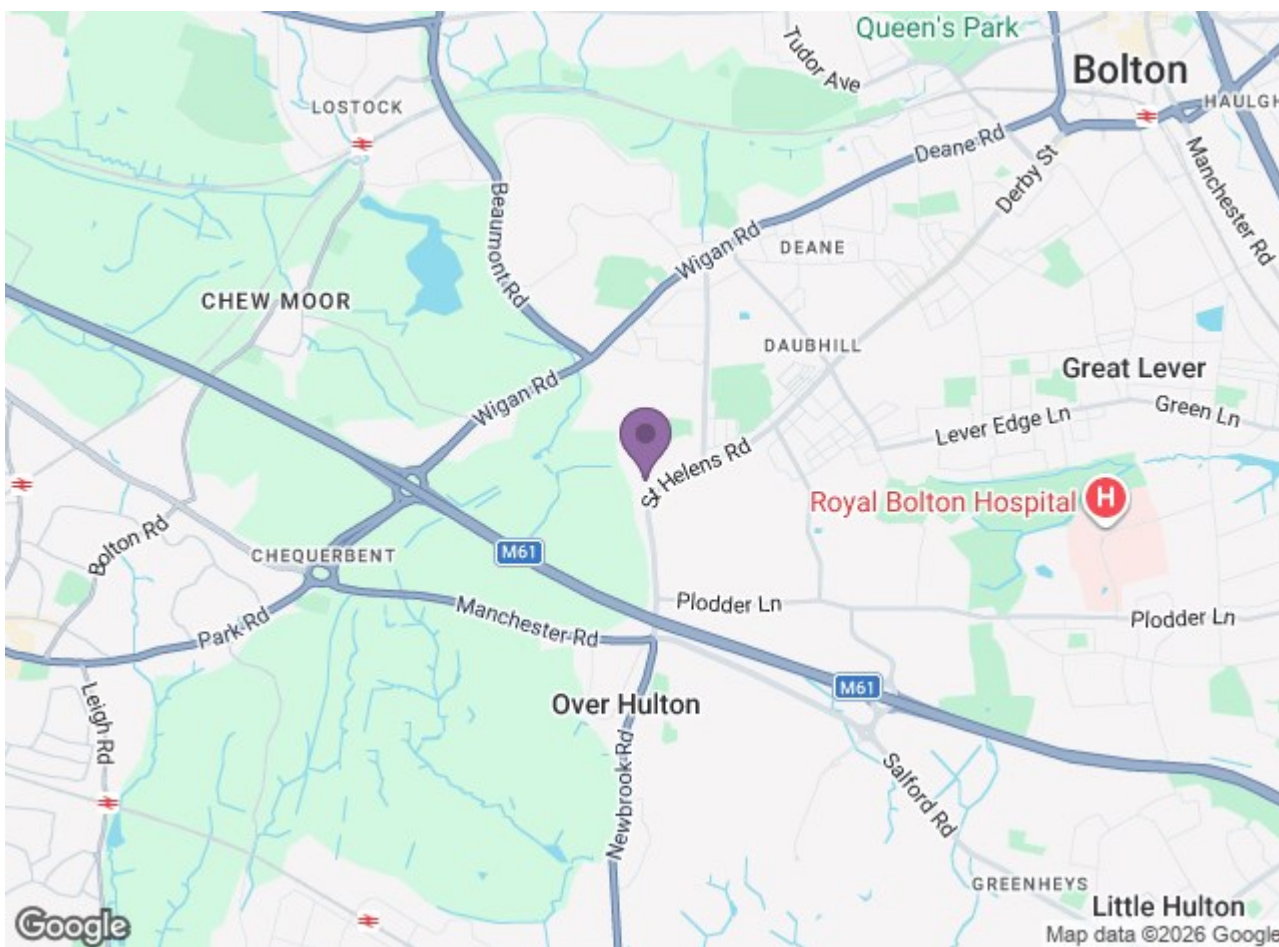 Queen's Park
Tudor Ave
Bolton
LOSTOCK
HAULGH
Deane Rd
Derby St
Manchester Rd
Beaumont Rd
Wigan Rd
DEANE
CHEW MOOR
DAUBHILL
Great Lever
Wigan Rd
Green Ln
Lever Edge Ln
St Helens Rd
Royal Bolton Hospital
H
Bolton Rd
CHEQUERBENT
M61
Manchester Rd
Plodder Ln
Plodder Ln
Park Rd
M61
Over Hulton
Leigh Rd
Newbrook Rd
Salford Rd
GREENHEYS
Little Hulton
Google
Map data ©2026 Google